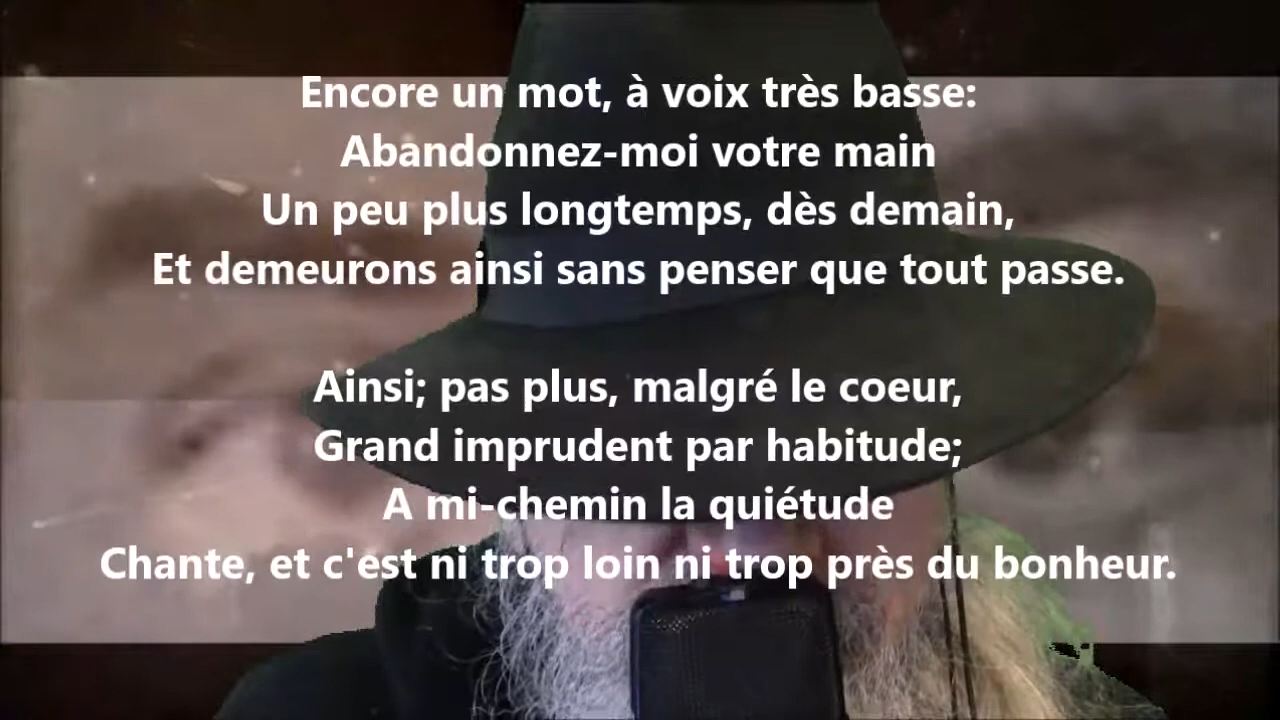 Encore un mot, à voix très basse:
Abandonnez-moi votre main
Un peu plus longtemps, dès demain,
Et demeurons ainsi sans penser que tout passe.
Ainsi; pas plus, malgré le coeur,
Grand imprudent par habitude;
A mi-chemin la quiétude
Chante, et c'est ni trop loin ni trop près du bonheur.